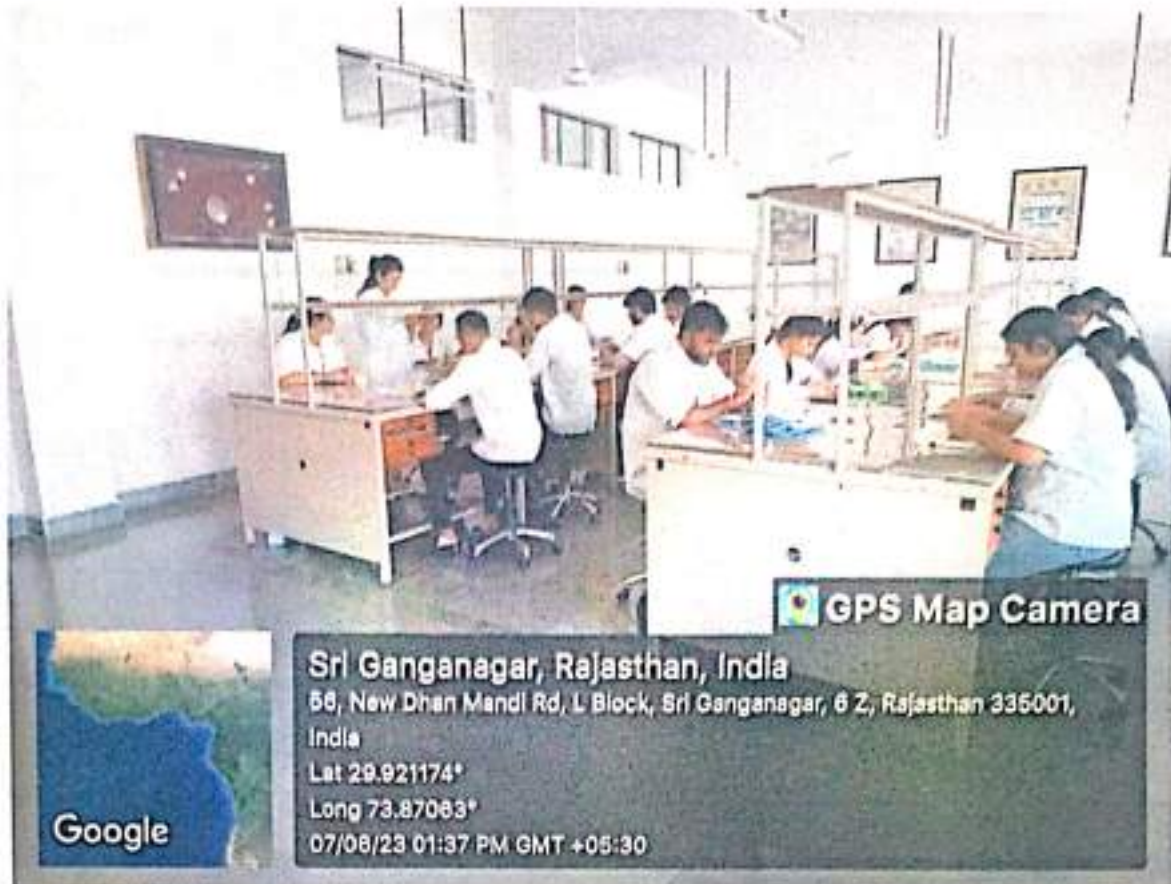 GPS Map Camera
Sri Ganganagar, Rajasthan, India
56, New Dhan Mandi Rd, L Block, Sri Ganganagar, 6 Z, Rajasthan 335001,
India
Lat 29.921174°
Long 73.87063°
07/06/23 01:37 PM GMT +05:30
Google